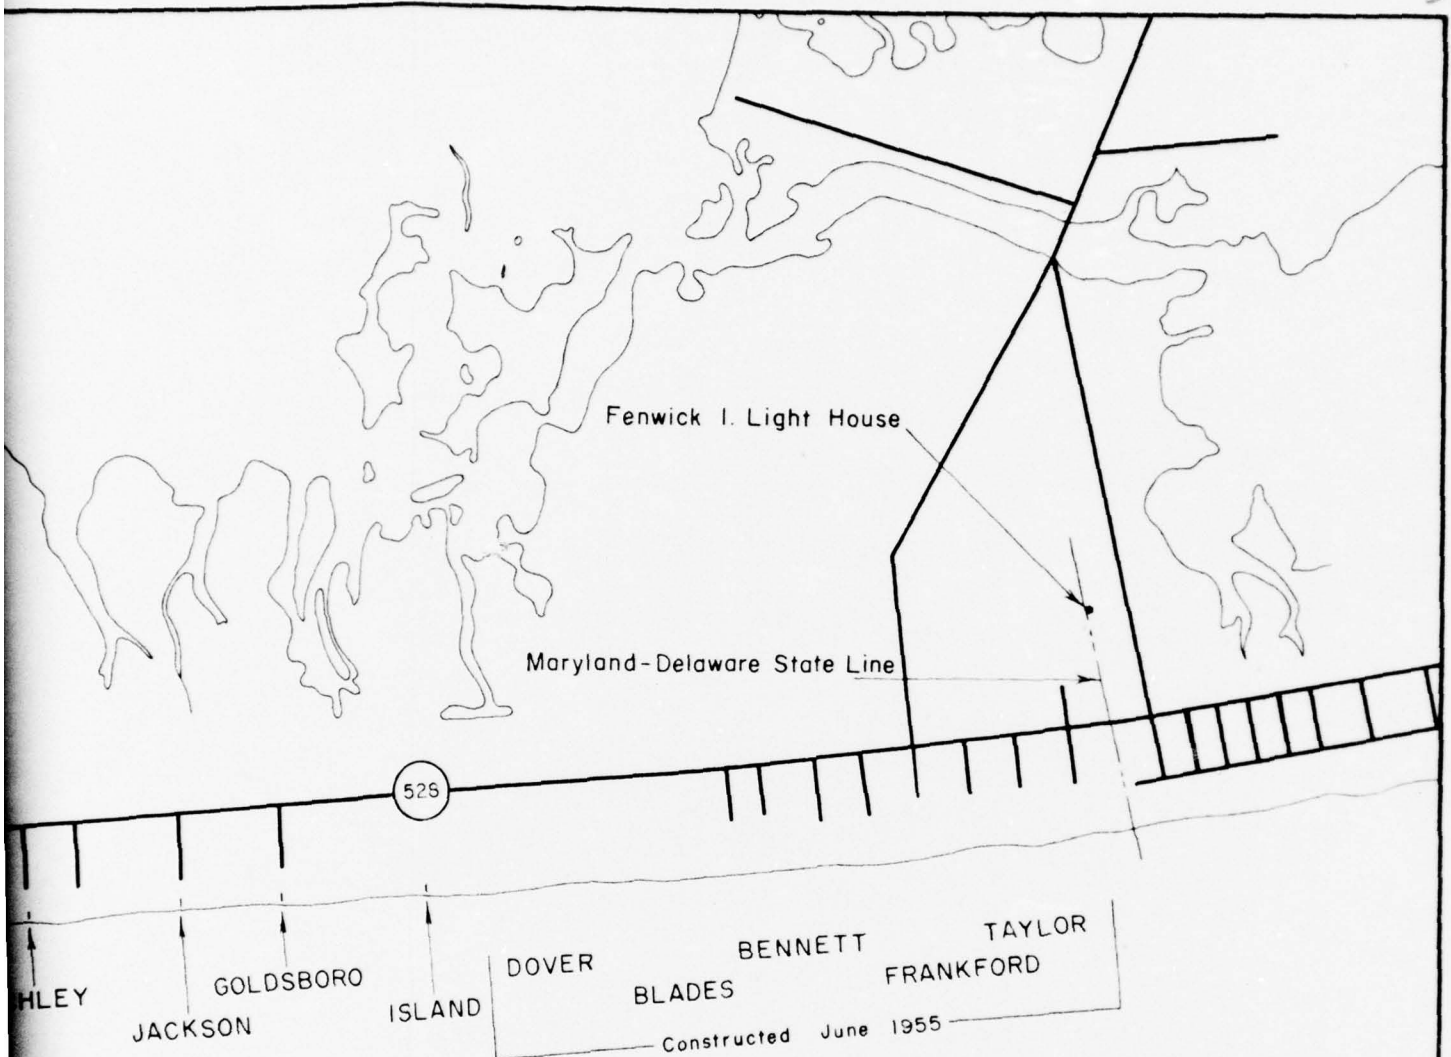 Fenwick I. Light House
Maryland-Delaware State Line
528
HLEY
JACKSON
GOLDSBORO
ISLAND
DOVER
BLADES
BENNETT
FRANKFORD
TAYLOR
Constructed June 1955